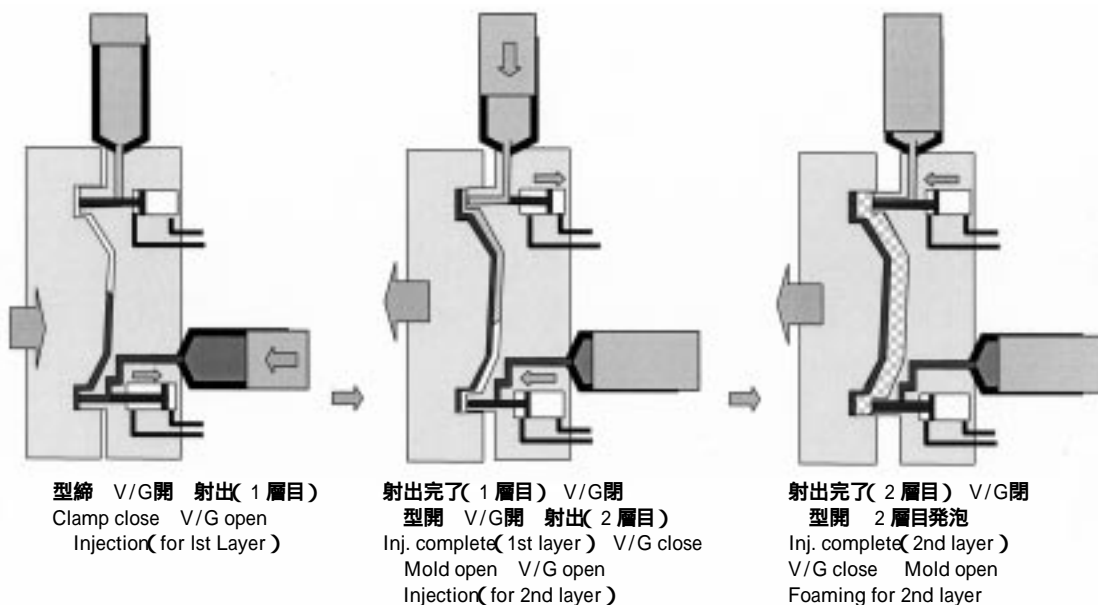 型締 V/G開 射出(1層目)
Clamp close V/G open
Injection(for Ist Layer)
射出完了(1層目) V/G閉
型開 V/G開 射出(2層目)
Inj. complete(1st layer) V/G close
Mold open V/G open
Injection(for 2nd layer)
射出完了(2層目) V/G閉
型開 2層目発泡
Inj. complete(2nd layer)
V/G close Mold open
Foaming for 2nd layer